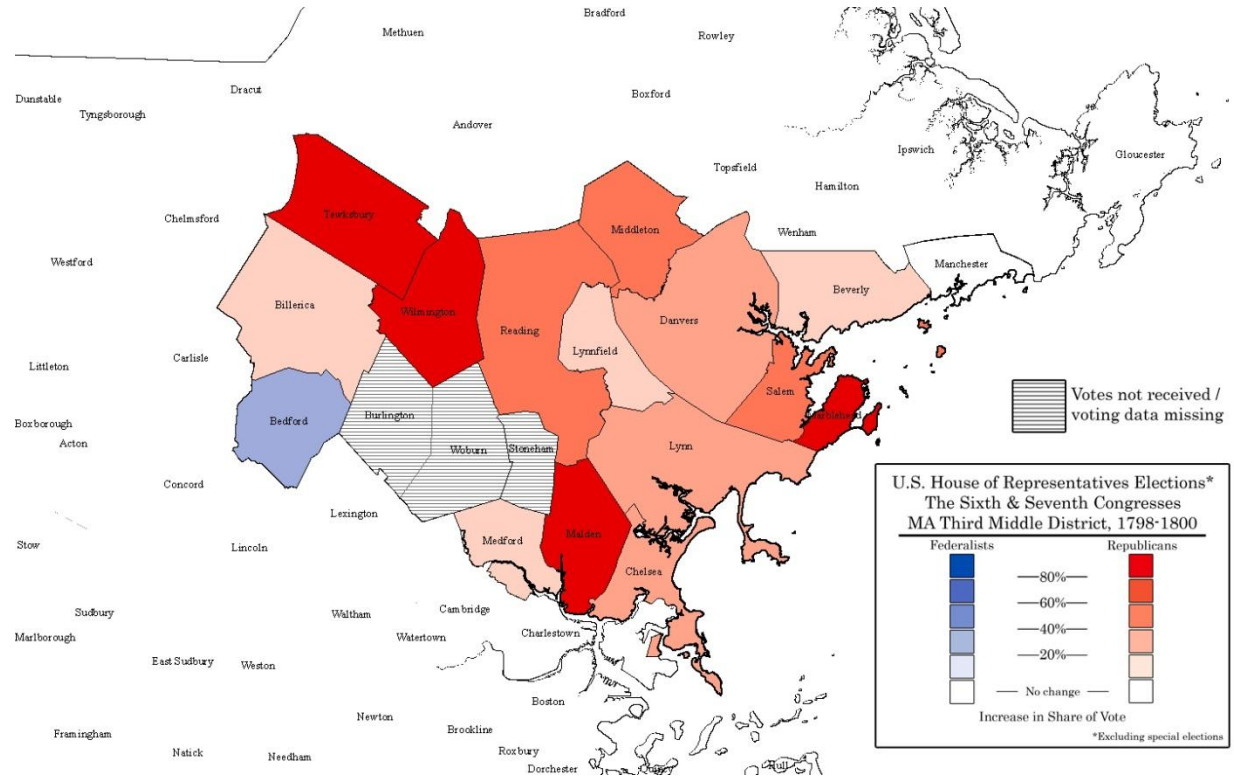 Bradford
Methuen
Rowley
Dracut
Dunstable
Tyngsborough
Boxford
Andover
Ipswich
Gloucester
Topsfield
Hamilton
Chelmsford
Tewksbury
Middleton
Wenham
Westford
Manchester
Billerica
Beverly
Wilmington
Danvers
Reading
Lynnfield
Carlisle
Littleton
Salem
Marblehead
Votes not received /
voting data missing
Boxborough
Acton
Bedford
Burlington
Woburn
Stoneham
Lynn
Concord
Lexington
U.S. House of Representatives Elections*
The Sixth & Seventh Congresses
MA Third Middle District, 1798-1800
Federalists
Republicans
80%
60%
40%
20%
No change
Increase in Share of Vote
*Excluding special elections
Stow
Lincoln
Medford
Malden
Chelsea
Sudbury
Waltham
Cambridge
Marlborough
Watertown
Charlestown
East Sudbury
Weston
Boston
Newton
Brookline
Framingham
Natick
Needham
Roxbury
Dorchester
Hull